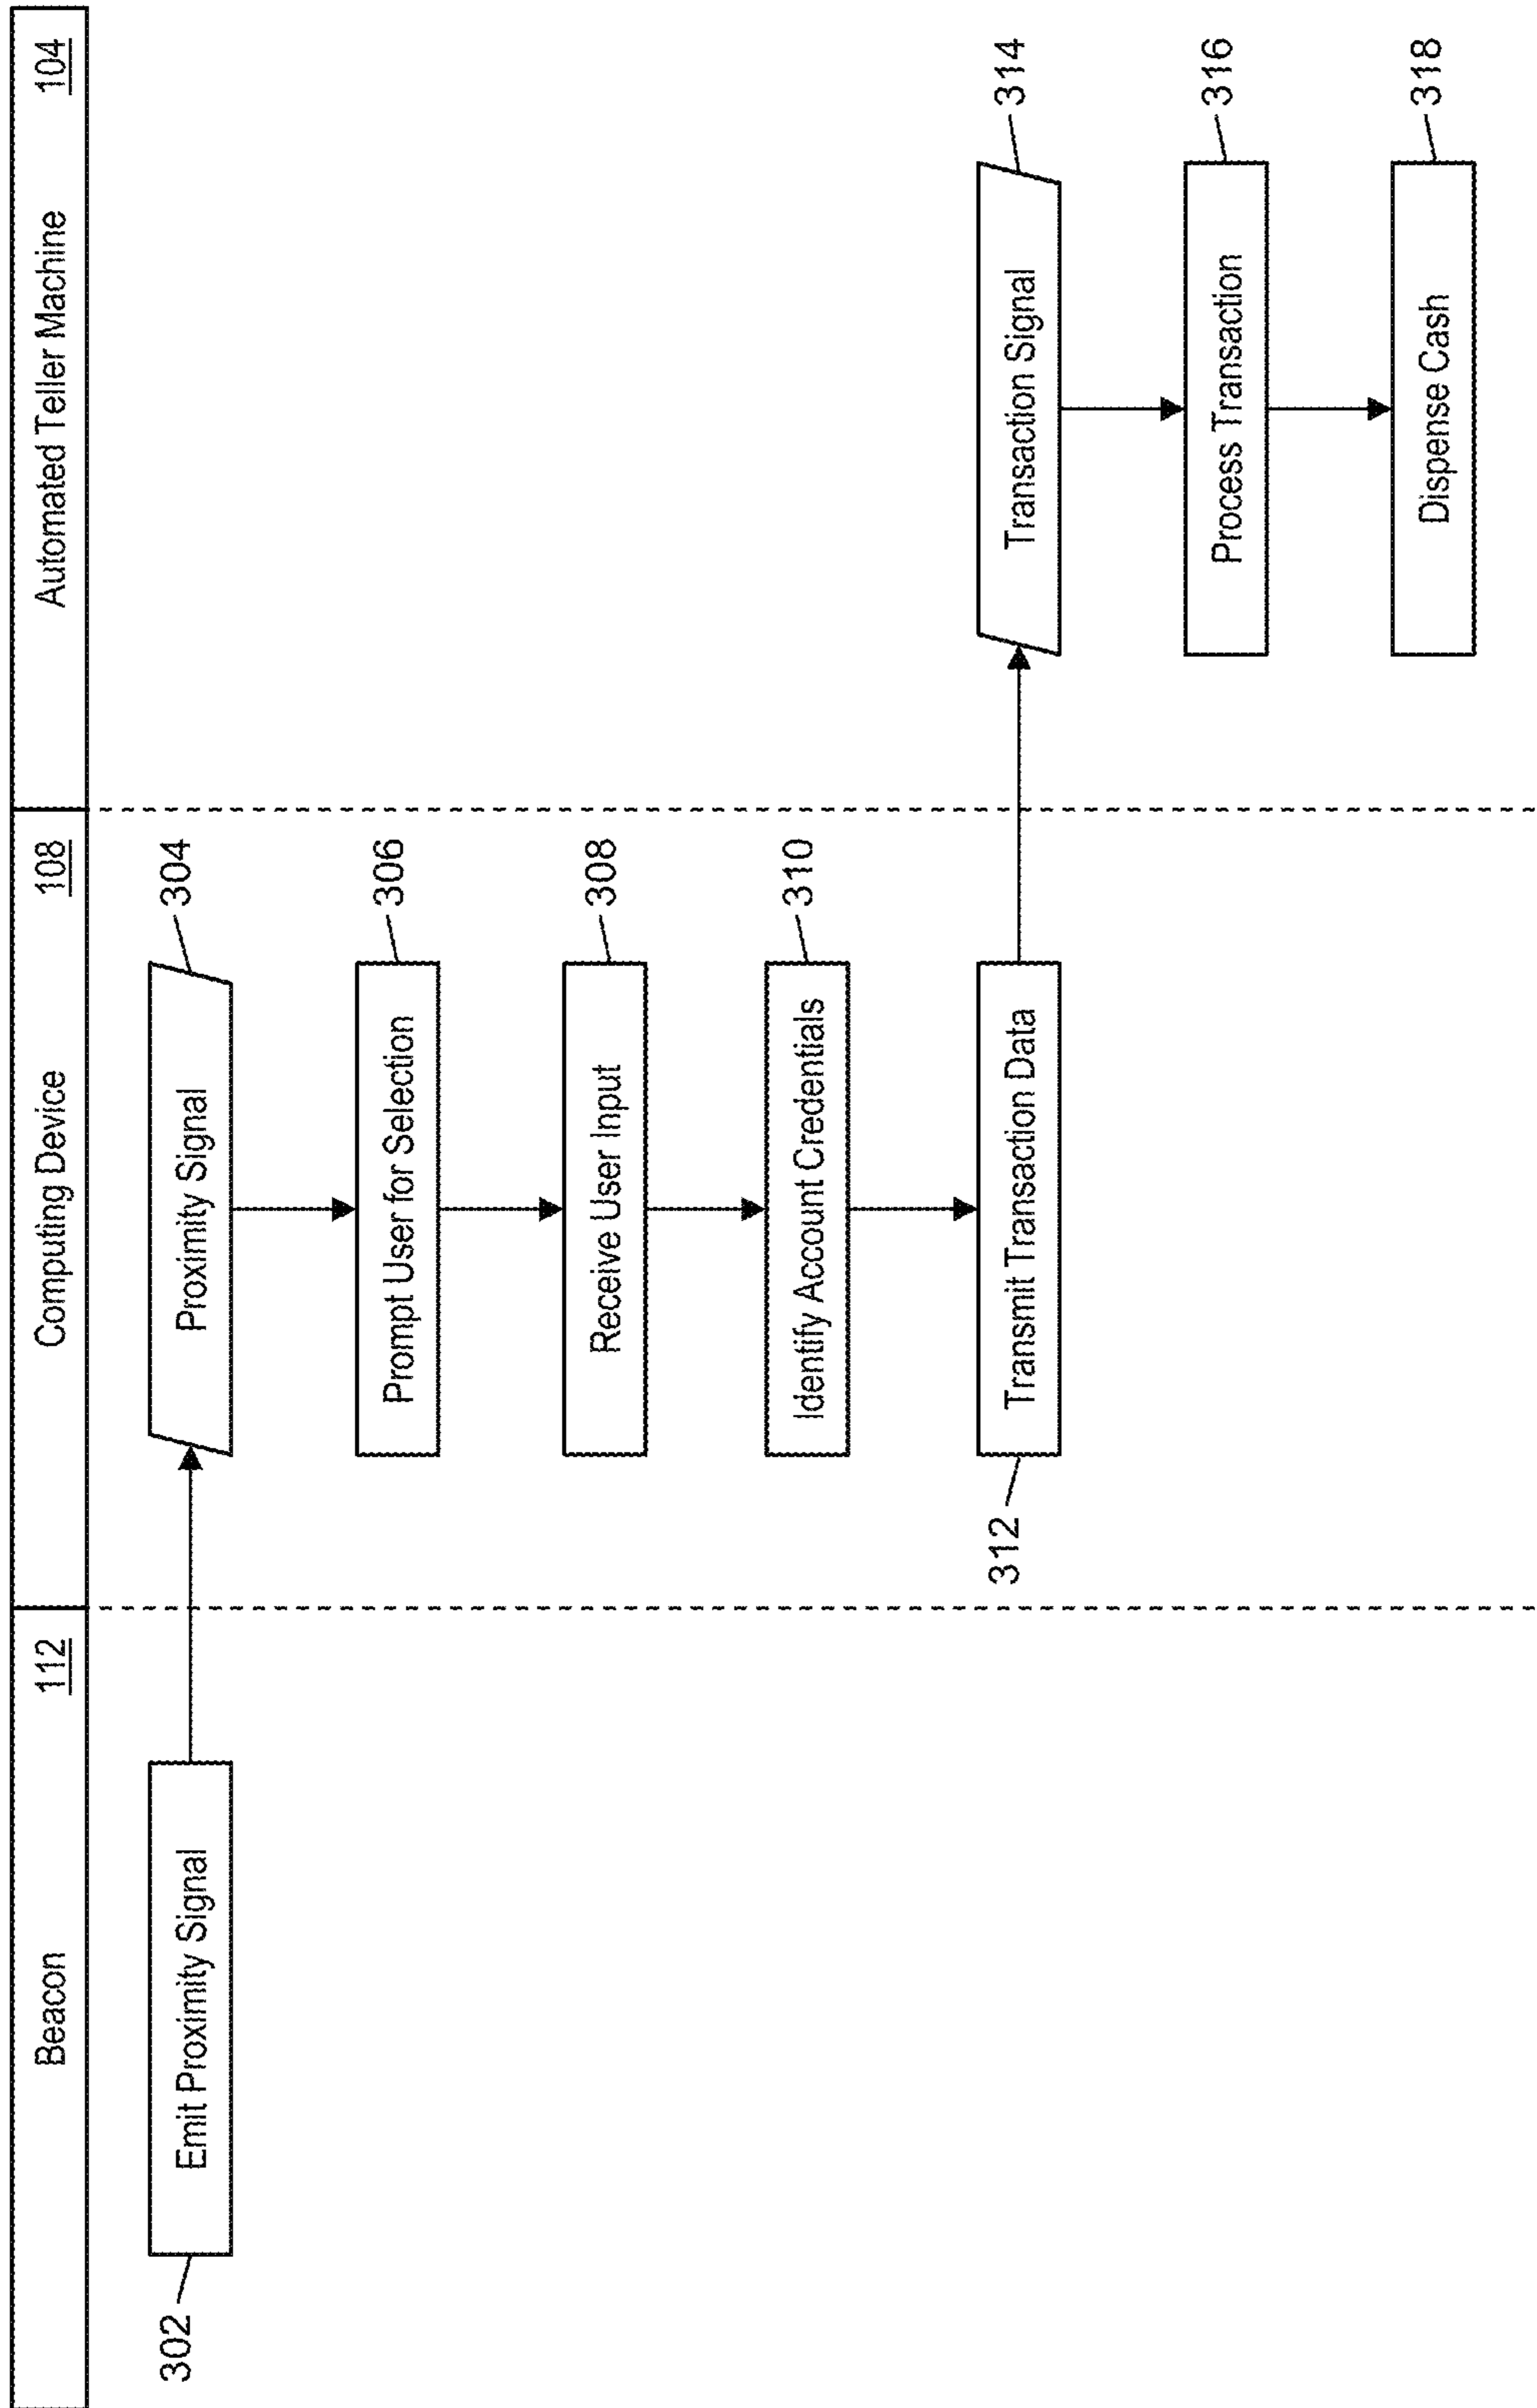 Beacon 112
Computing Device 108
Automated Teller Machine 104
302
Emit Proximity Signal
Proximity Signal
304
Prompt User for Selection
306
Receive User Input
308
Identify Account Credentials
310
312
Transmit Transaction Data
Transaction Signal
314
Process Transaction
316
Dispense Cash
318